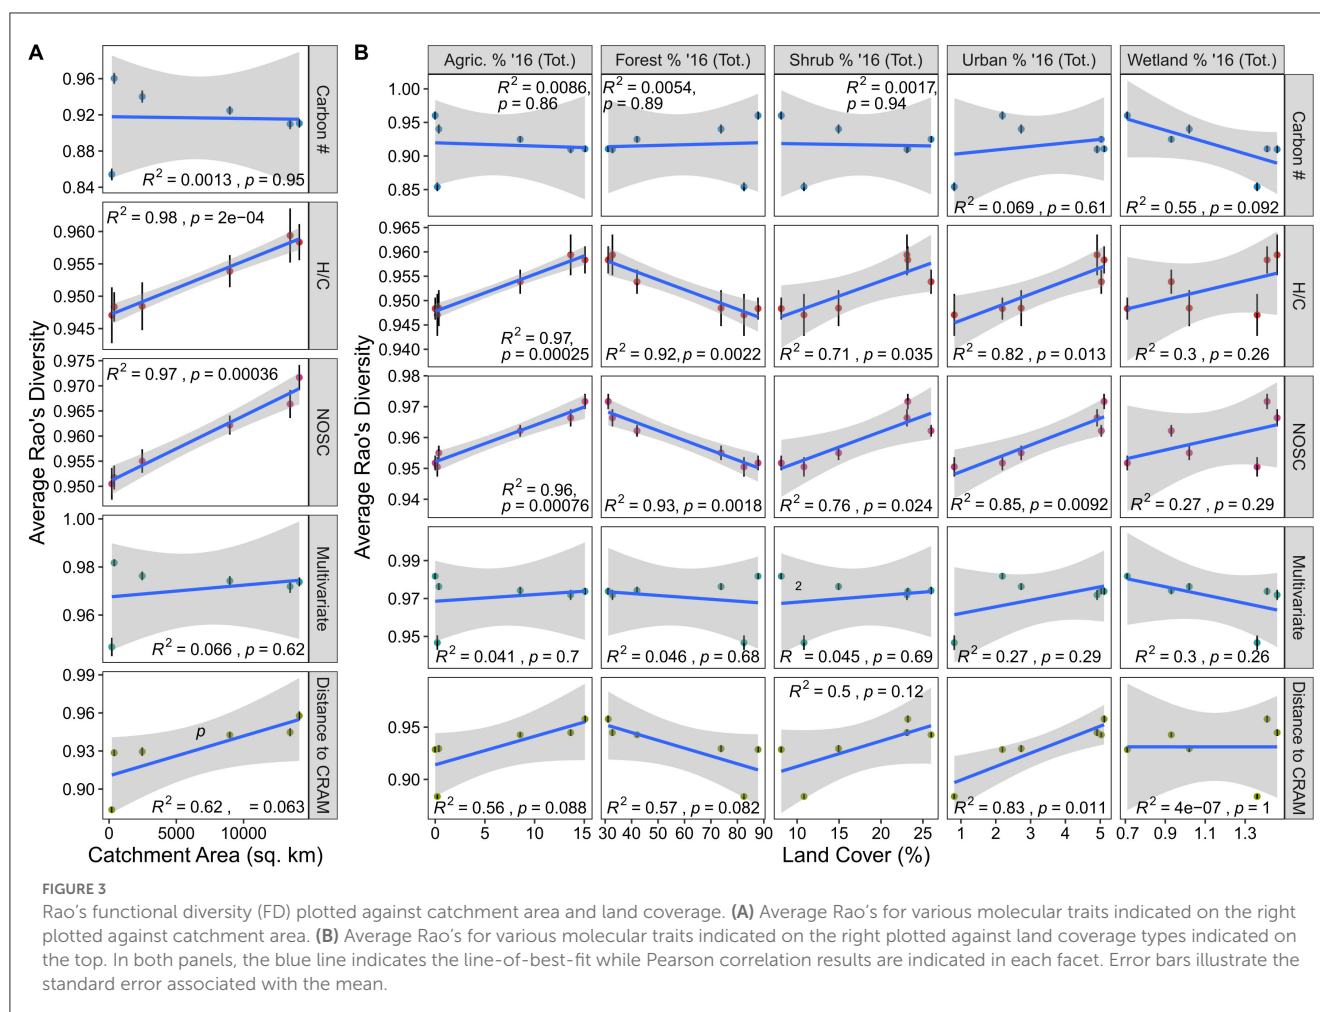 A
B
Agric. % '16 (Tot.)
Forest % '16 (Tot.)
Shrub % '16 (Tot.)
Urban % '16 (Tot.)
Wetland % '16 (Tot.)
Average Rao's Diversity
0.96
0.92
0.88
0.84
R² = 0.0013 , p = 0.95
Carbon #
0.960
0.955
0.950
0.945
R² = 0.98 , p = 2e−04
H/C
0.975
0.970
0.965
0.960
0.955
0.950
R² = 0.97 , p = 0.00036
NOSC
1.00
0.98
0.96
R² = 0.066 , p = 0.62
Multivariate
0.99
0.96
0.93
0.90
p
R² = 0.62 , = 0.063
Distance to CRAM
0 5000 10000
Catchment Area (sq. km)
Average Rao's Diversity
1.00
0.95
0.90
0.85
R² = 0.0086,
p = 0.86
R² = 0.0054,
p = 0.89
R² = 0.0017,
p = 0.94
R² = 0.069 , p = 0.61
R² = 0.55 , p = 0.092
Carbon #
0.965
0.960
0.955
0.950
0.945
0.940
R² = 0.97,
p = 0.00025
R² = 0.92, p = 0.0022
R² = 0.71 , p = 0.035
R² = 0.82 , p = 0.013
R² = 0.3 , p = 0.26
H/C
0.98
0.97
0.96
0.95
0.94
R² = 0.96,
p = 0.00076
R² = 0.93, p = 0.0018
R² = 0.76 , p = 0.024
R² = 0.85, p = 0.0092
R² = 0.27 , p = 0.29
NOSC
0.99
0.97
0.95
R² = 0.041 , p = 0.7
R² = 0.046 , p = 0.68
2
R = 0.045 , p = 0.69
R² = 0.27 , p = 0.29
R² = 0.3 , p = 0.26
Multivariate
0.95
0.90
R² = 0.56 , p = 0.088
R² = 0.57 , p = 0.082
R² = 0.5 , p = 0.12
R² = 0.83 , p = 0.011
R² = 4e−07 , p = 1
Distance to CRAM
0 5 10 15
30 40 50 60 70 80 90
10 15 20 25
1 2 3 4 5
0.7 0.9 1.1 1.3
Land Cover (%)
FIGURE 3
Rao's functional diversity (FD) plotted against catchment area and land coverage. (A) Average Rao's for various molecular traits indicated on the right
plotted against catchment area. (B) Average Rao's for various molecular traits indicated on the right plotted against land coverage types indicated on
the top. In both panels, the blue line indicates the line-of-best-fit while Pearson correlation results are indicated in each facet. Error bars illustrate the
standard error associated with the mean.